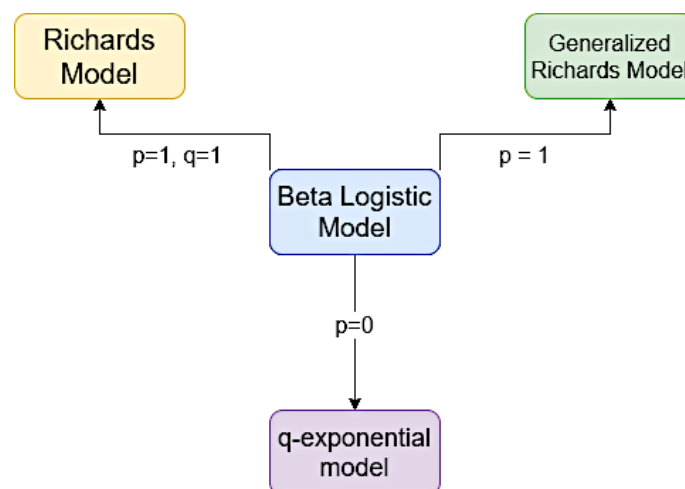 Richards
Model
Generalized
Richards Model
p=1, q=1
p = 1
Beta Logistic
Model
p=0
q-exponential
model